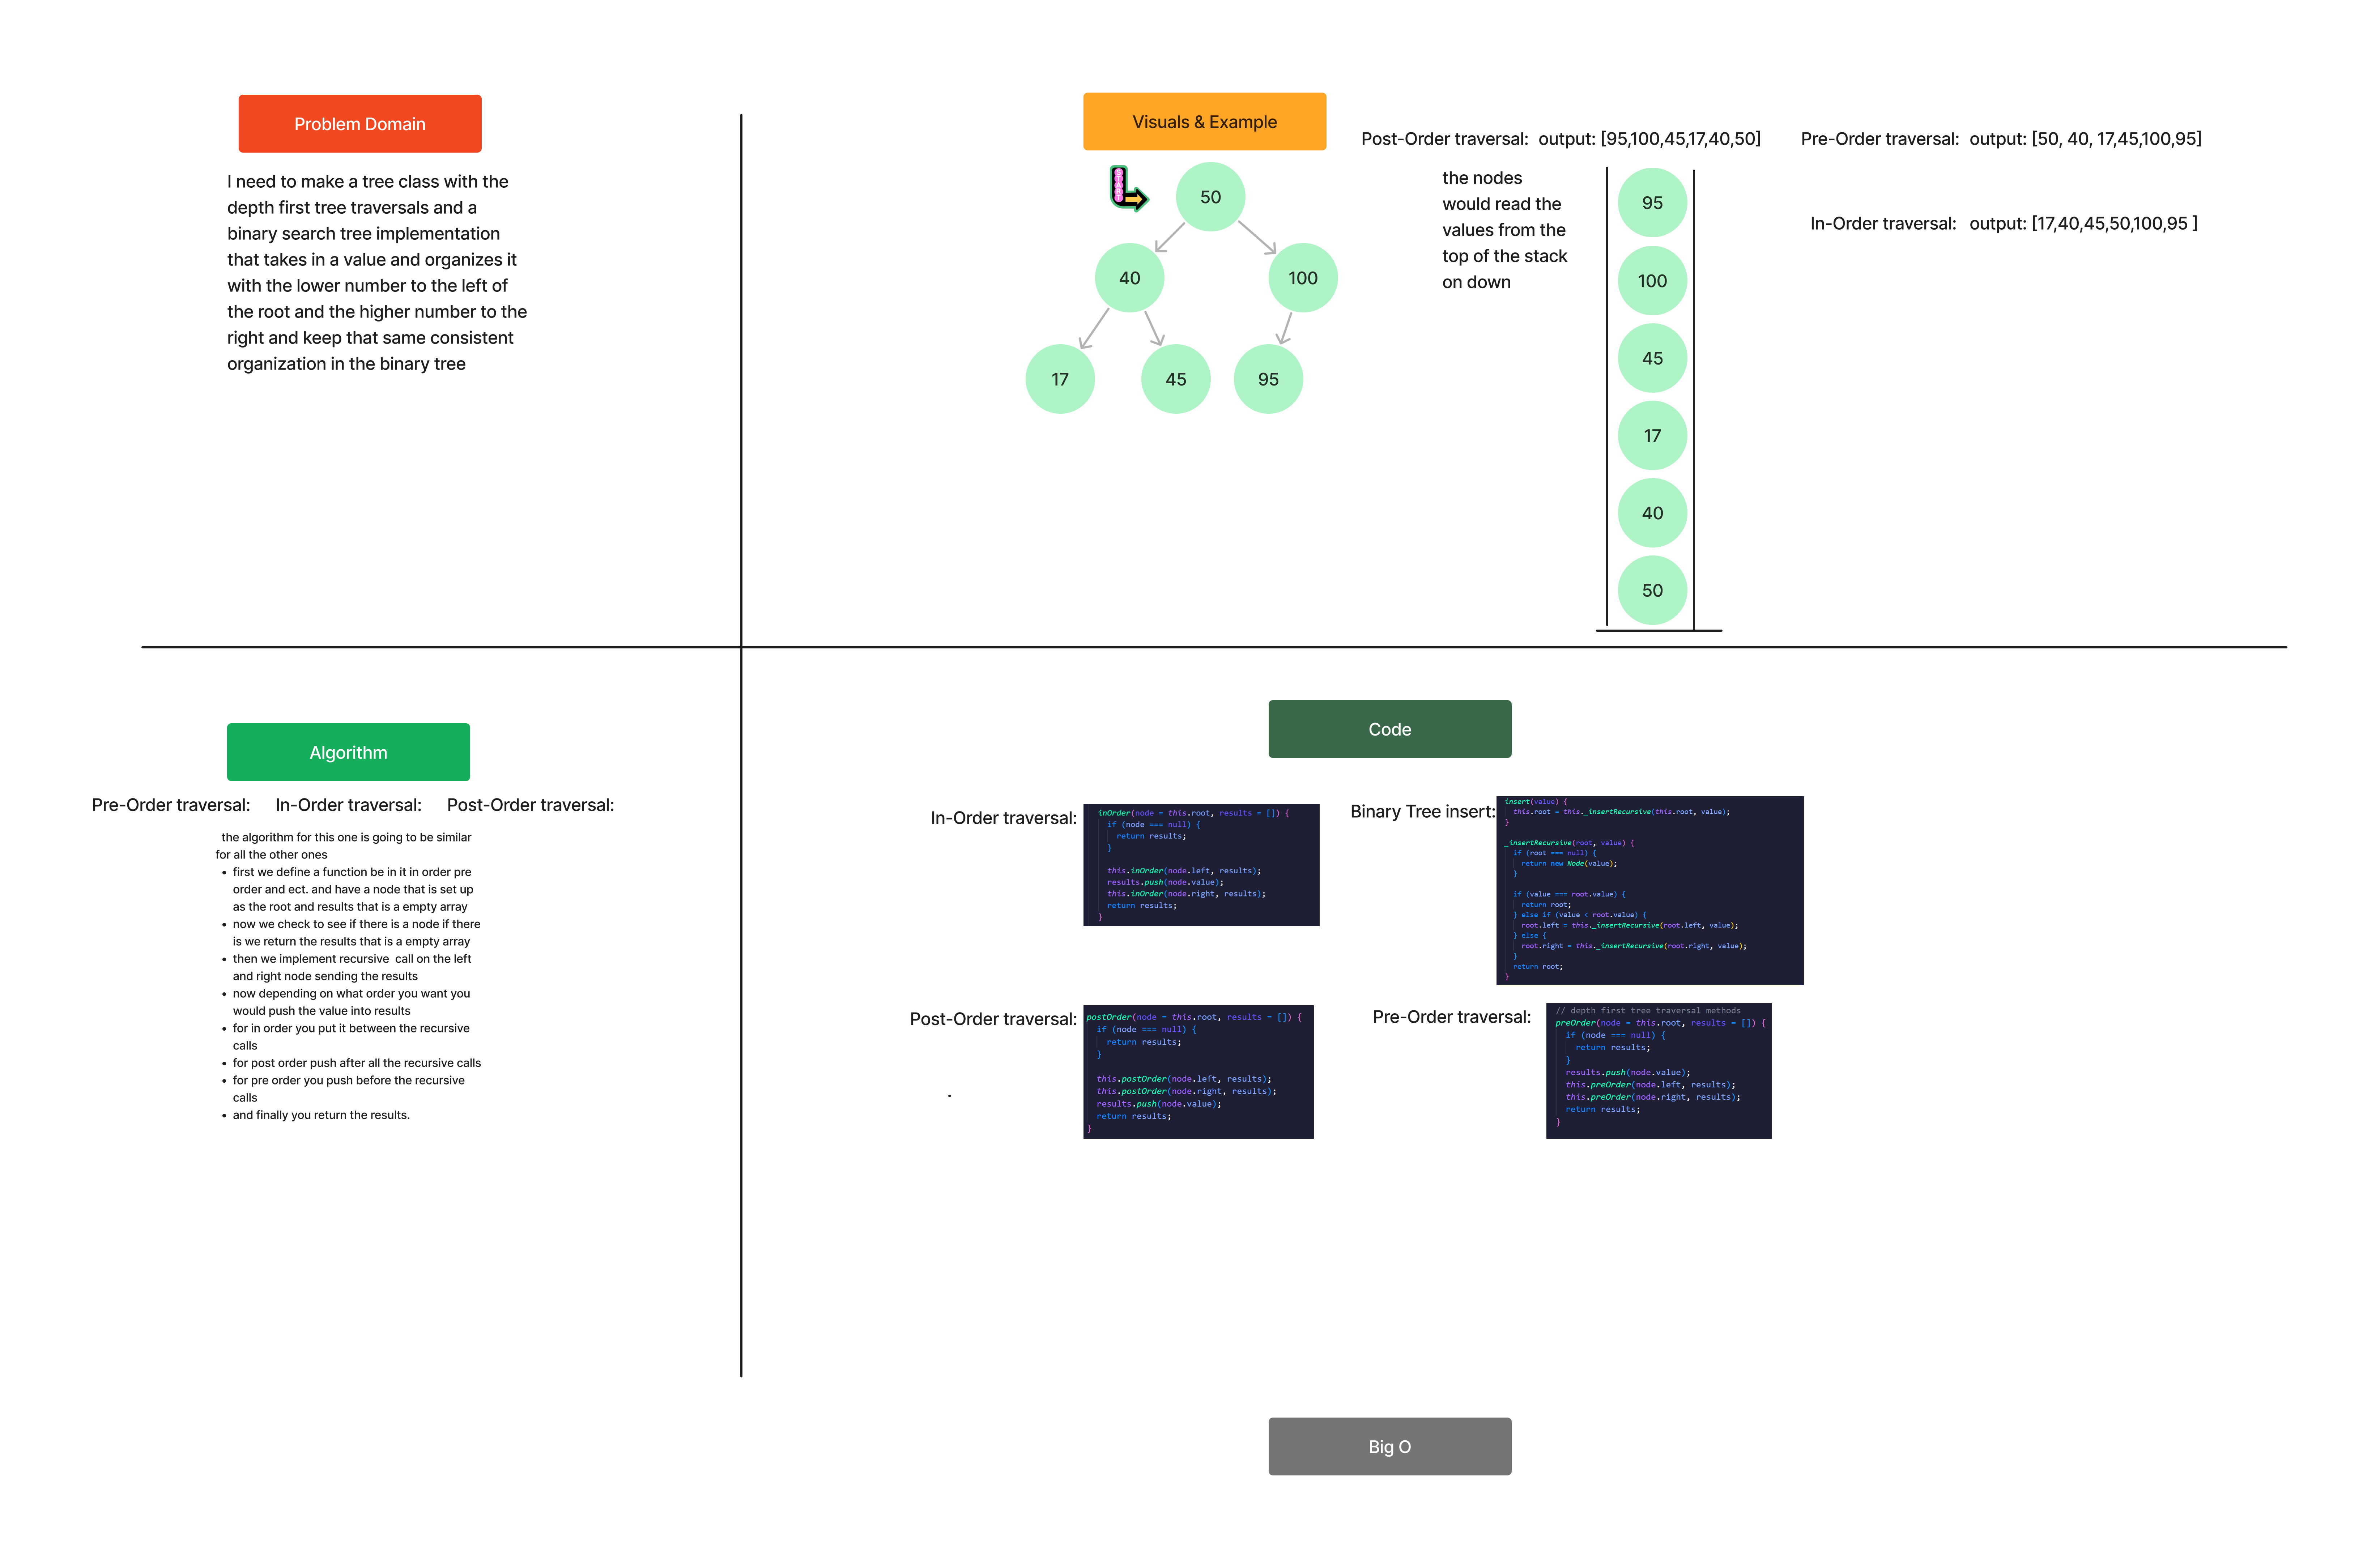 Problem Domain
I need to make a tree class with the
depth first tree traversals and a
binary search tree implementation
that takes in a value and organizes it
with the lower number to the left of
the root and the higher number to the
right and keep that same consistent
organization in the binary tree
Visuals & Example
50
40
100
17
45
95
Post-Order traversal: output: [95,100,45,17,40,50]
the nodes
would read the
values from the
top of the stack
on down
95
100
45
17
40
50
Pre-Order traversal: output: [50, 40, 17,45,100,95]
In-Order traversal: output: [17,40,45,50,100,95 ]
Algorithm
Pre-Order traversal: In-Order traversal: Post-Order traversal:
the algorithm for this one is going to be similar
for all the other ones
• first we define a function be in it in order pre
order and ect. and have a node that is set up
as the root and results that is a empty array
• now we check to see if there is a node if there
is we return the results that is a empty array
• then we implement recursive call on the left
and right node sending the results
• now depending on what order you want you
would push the value into results
• for in order you put it between the recursive
calls
• for post order push after all the recursive calls
• for pre order you push before the recursive
calls
• and finally you return the results.
Code
In-Order traversal:
inOrder(node = this.root, results = []) {
if (node === null) {
return results;
}
this.inOrder(node.left, results);
results.push(node.value);
this.inOrder(node.right, results);
return results;
}
Binary Tree insert:
insert(value) {
this.root = this._insertRecursive(this.root, value);
}
_insertRecursive(root, value) {
if (root === null) {
return new Node(value);
}
if (value === root.value) {
return root;
} else if (value < root.value) {
root.left = this._insertRecursive(root.left, value);
} else {
root.right = this._insertRecursive(root.right, value);
}
return root;
}
Post-Order traversal:
postOrder(node = this.root, results = []) {
if (node === null) {
return results;
}
this.postOrder(node.left, results);
this.postOrder(node.right, results);
results.push(node.value);
return results;
}
Pre-Order traversal:
// depth first tree traversal methods
preOrder(node = this.root, results = []) {
if (node === null) {
return results;
}
results.push(node.value);
this.preOrder(node.left, results);
this.preOrder(node.right, results);
return results;
}
Big O